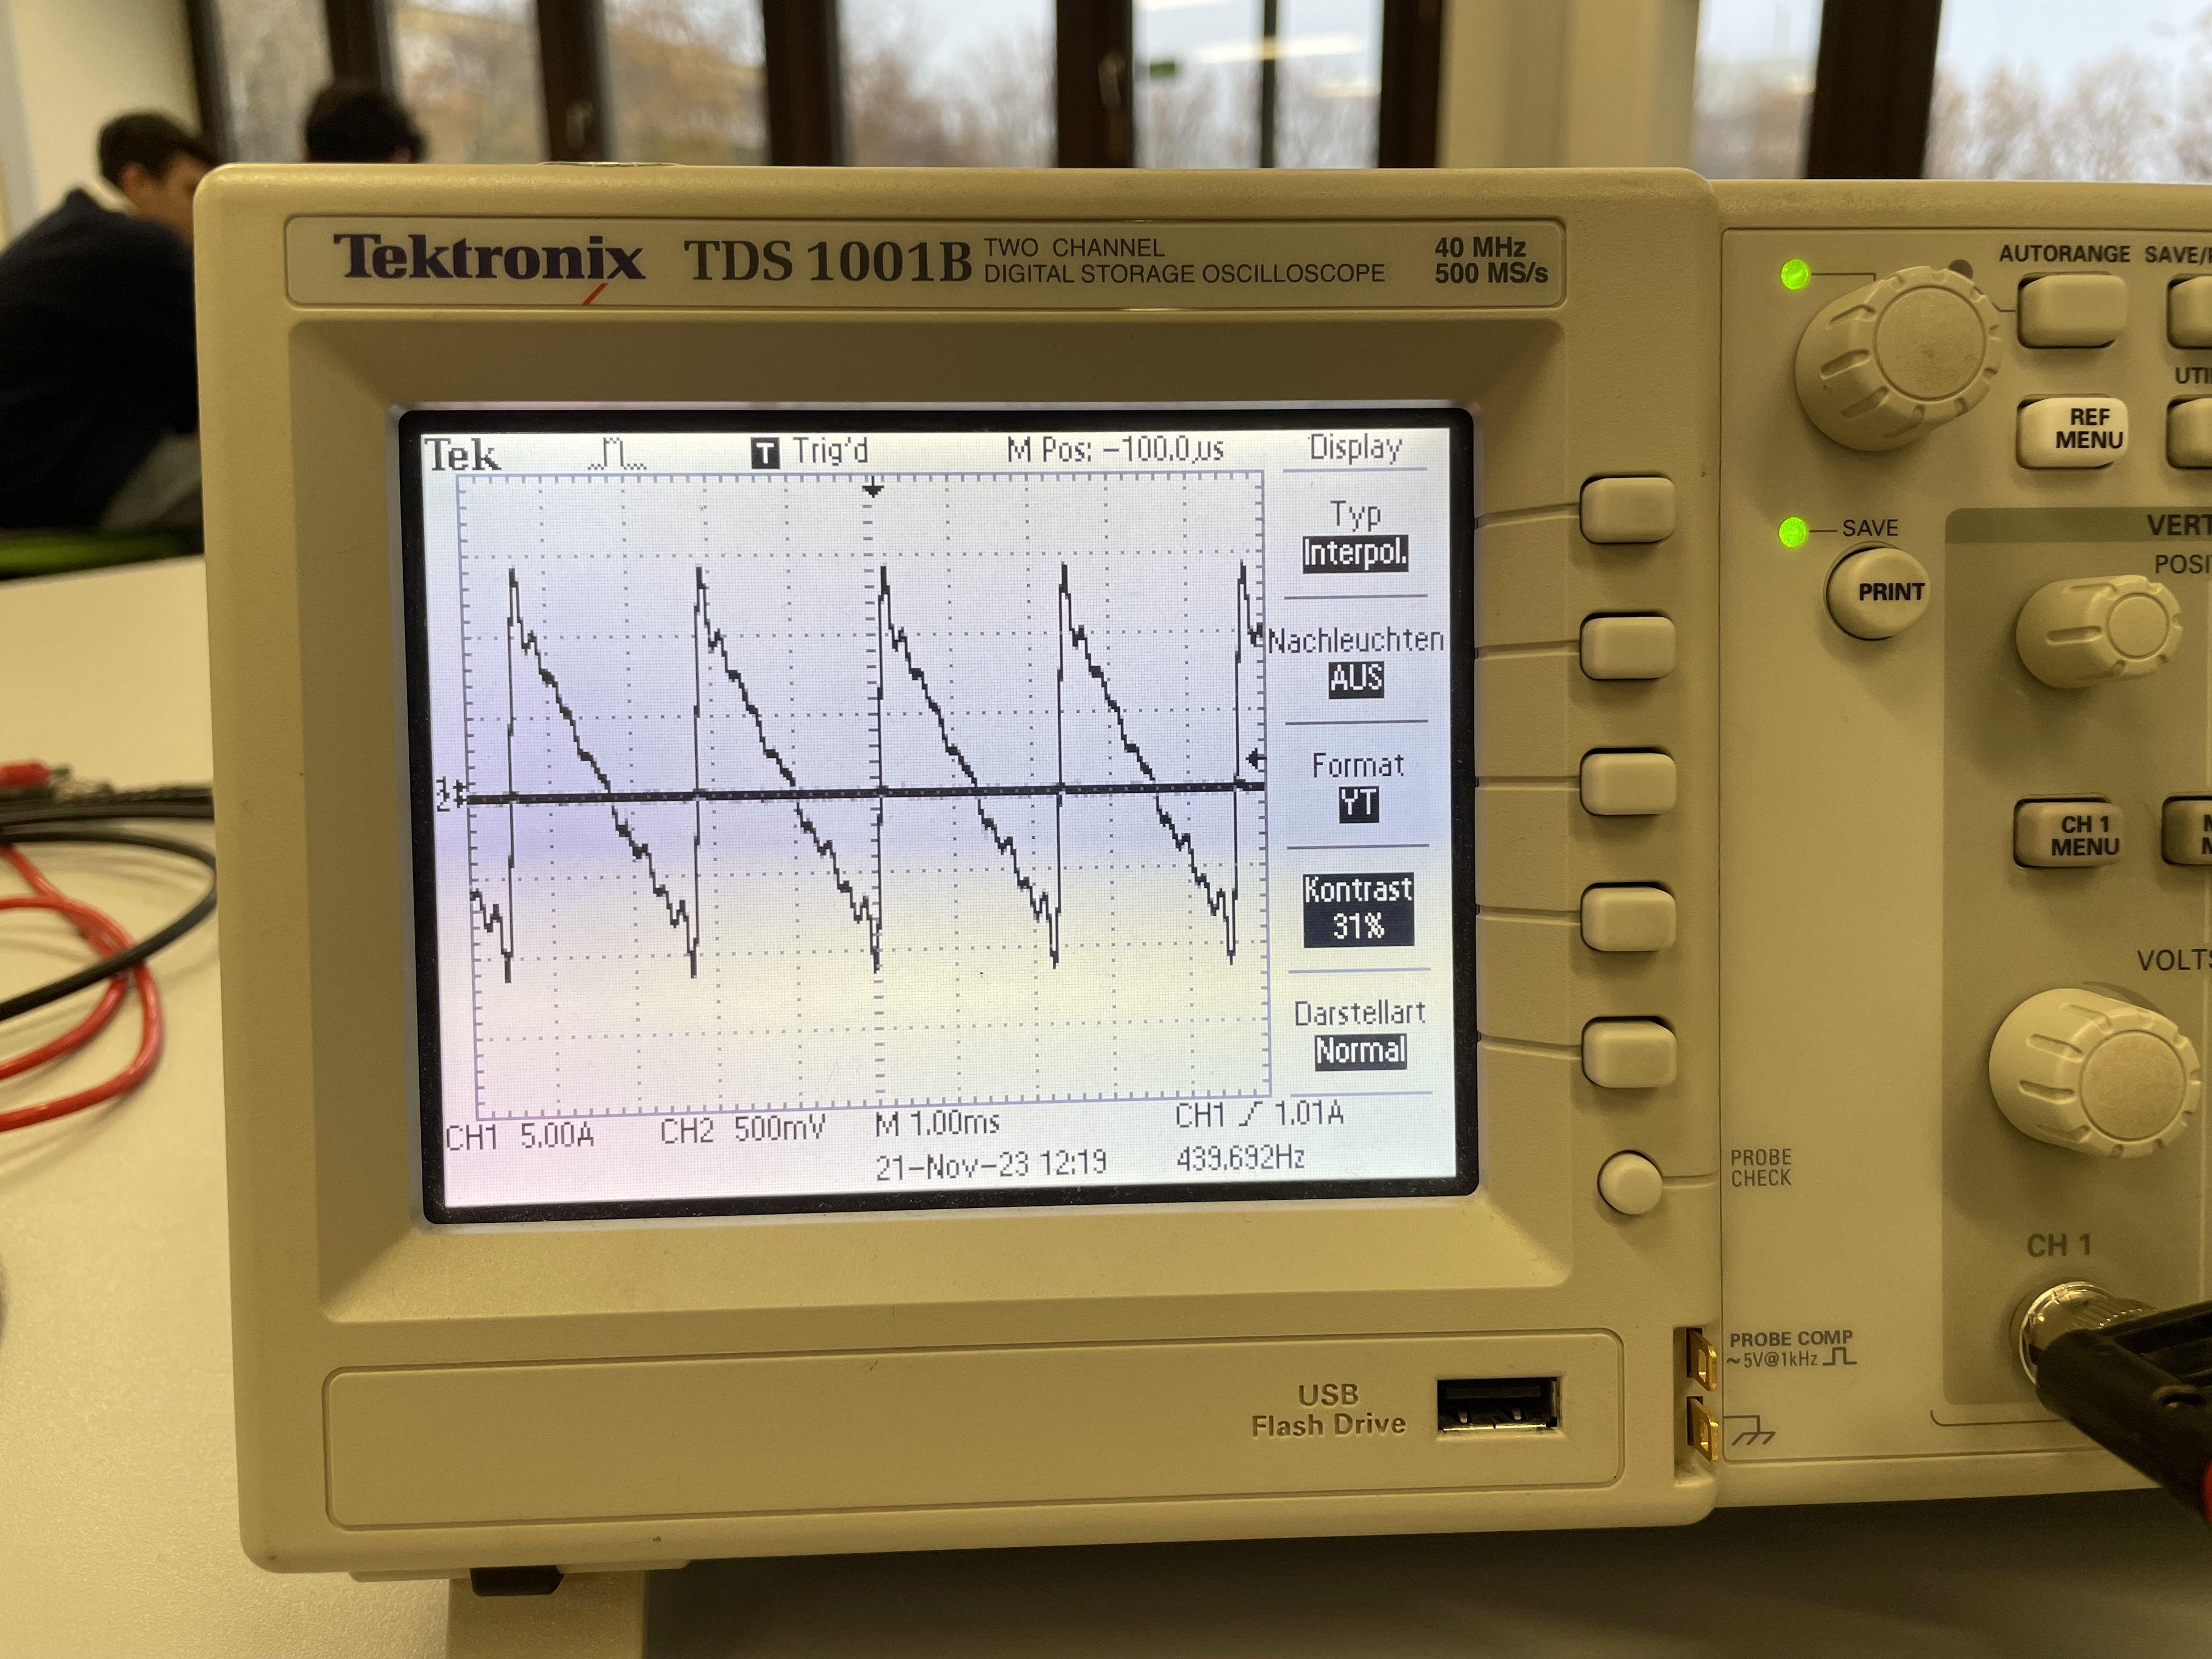 Tektronix TDS 1001B TWO CHANNEL DIGITAL STORAGE OSCILLOSCOPE 40 MHz 500 MS/s
Tek Trig'd M Pos: -100.0µs Display
Typ
Interpol.
Nachleuchten
AUS
Format
YT
Kontrast
31%
Darstellart
Normal
1
2
CH1 5.00A CH2 500mV M 1.00ms CH1 1.01A
21-Nov-23 12:19 439.692Hz
AUTORANGE
REF
MENU
SAVE
PRINT
CH 1
MENU
PROBE
CHECK
CH 1
PROBE COMP
~5V@1kHz
USB
Flash Drive